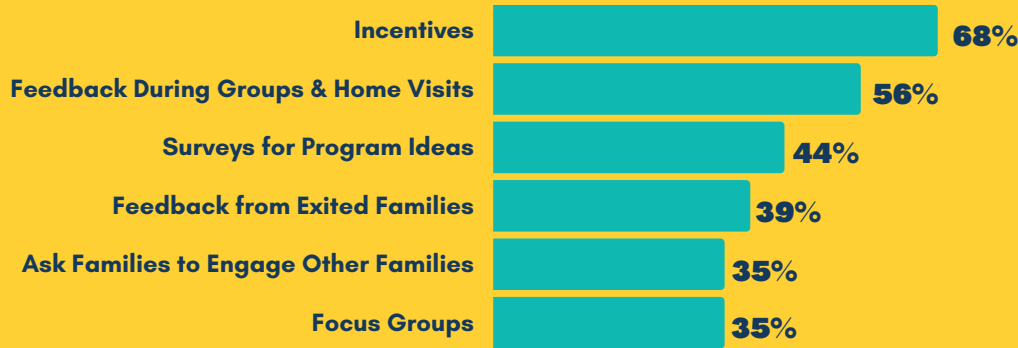 Incentives 68%
Feedback During Groups & Home Visits 56%
Surveys for Program Ideas 44%
Feedback from Exited Families 39%
Ask Families to Engage Other Families 35%
Focus Groups 35%